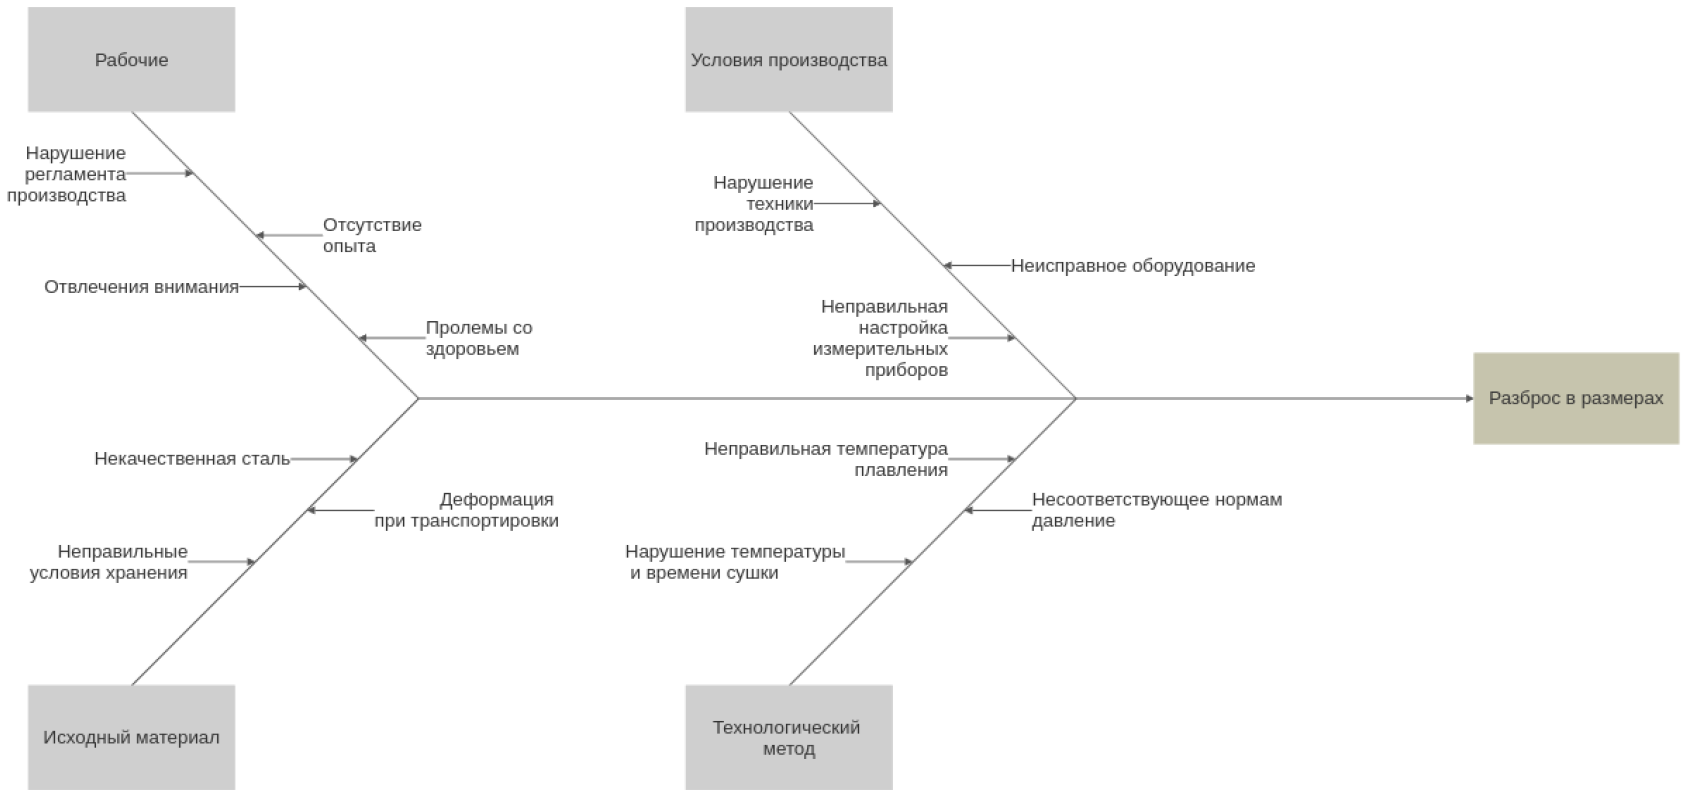 Рабочие
Условия производства
Нарушение
регламента
производства
Отсутствие
опыта
Отвлечения внимания
Пролемы со
здоровьем
Нарушение
техники
производства
Неисправное оборудование
Неправильная
настройка
измерительных
приборов
Разброс в размерах
Некачественная сталь
Деформация
при транспортировки
Неправильные
условия хранения
Неправильная температура
плавления
Несоответствующее нормам
давление
Нарушение температуры
и времени сушки
Исходный материал
Технологический
метод